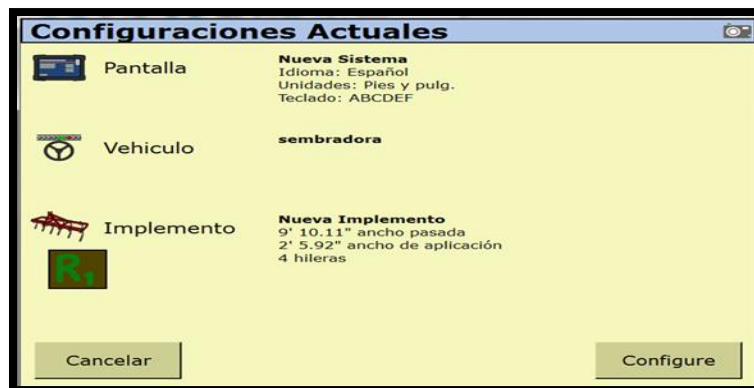 Configuraciones Actuales
Pantalla
Nueva Sistema
Idioma: Español
Unidades: Pies y pulg.
Teclado: ABCDEF
Vehiculo
sembradora
Implemento
Nueva Implemento
9' 10.11" ancho pasada
2' 5.92" ancho de aplicación
4 hileras
R1
Cancelar
Configure